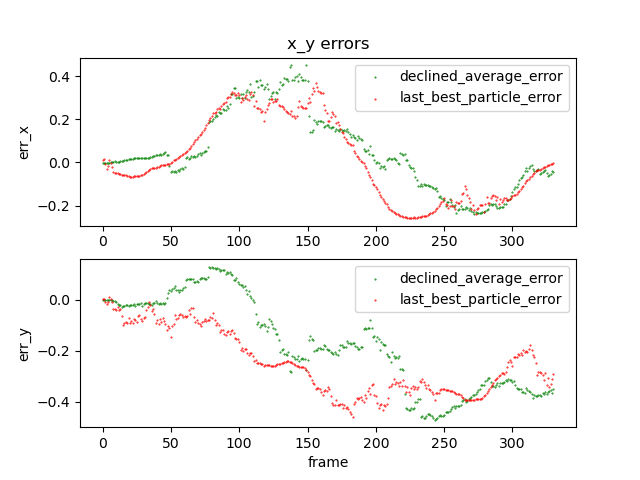 x_y errors
err_x
0.4
0.2
0.0
−0.2
declined_average_error
last_best_particle_error
0 50 100 150 200 250 300
err_y
0.0
−0.2
−0.4
declined_average_error
last_best_particle_error
0 50 100 150 200 250 300
frame